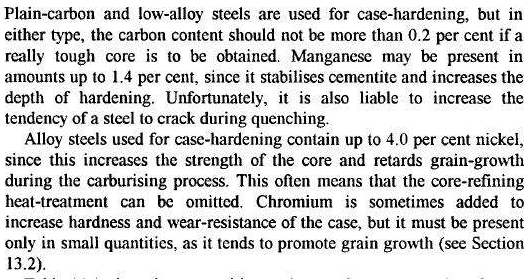 Plain-carbon and low-alloy steels are used for case-hardening, but in
either type, the carbon content should not be more than 0.2 per cent if a
really tough core is to be obtained. Manganese may be present in
amounts up to 1.4 per cent, since it stabilises cementite and increases the
depth of hardening. Unfortunately, it is also liable to increase the
tendency of a steel to crack during quenching.
Alloy steels used for case-hardening contain up to 4.0 per cent nickel,
since this increases the strength of the core and retards grain-growth
during the carburising process. This often means that the core-refining
heat-treatment can be omitted. Chromium is sometimes added to
increase hardness and wear-resistance of the case, but it must be present
only in small quantities, as it tends to promote grain growth (see Section
13.2).